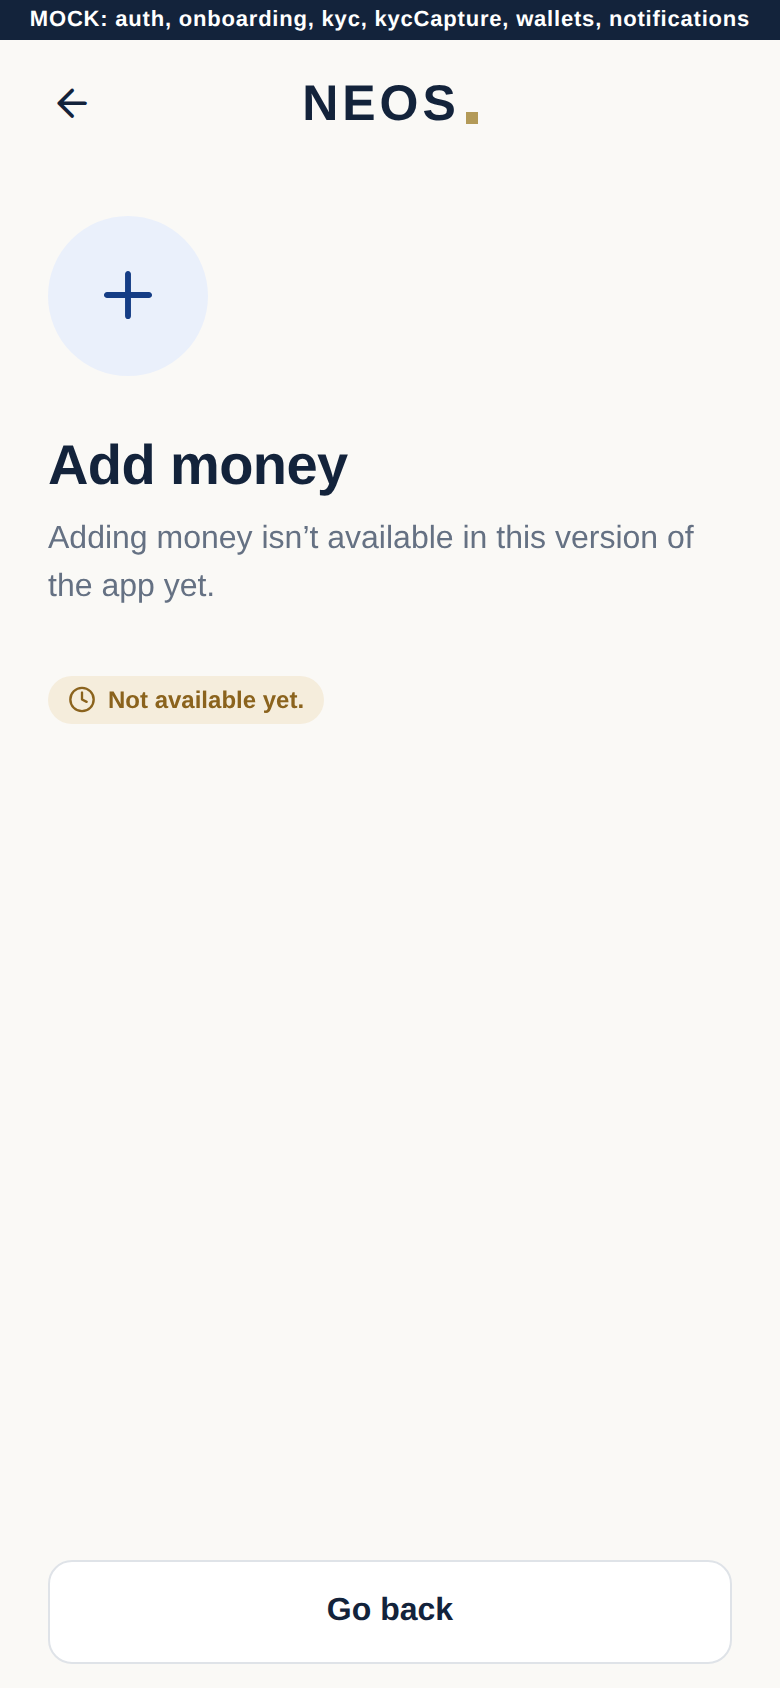 MOCK: auth, onboarding, kyc, kycCapture, wallets, notifications
NEOS.
Add money
Adding money isn’t available in this version of
the app yet.
Not available yet.
Go back